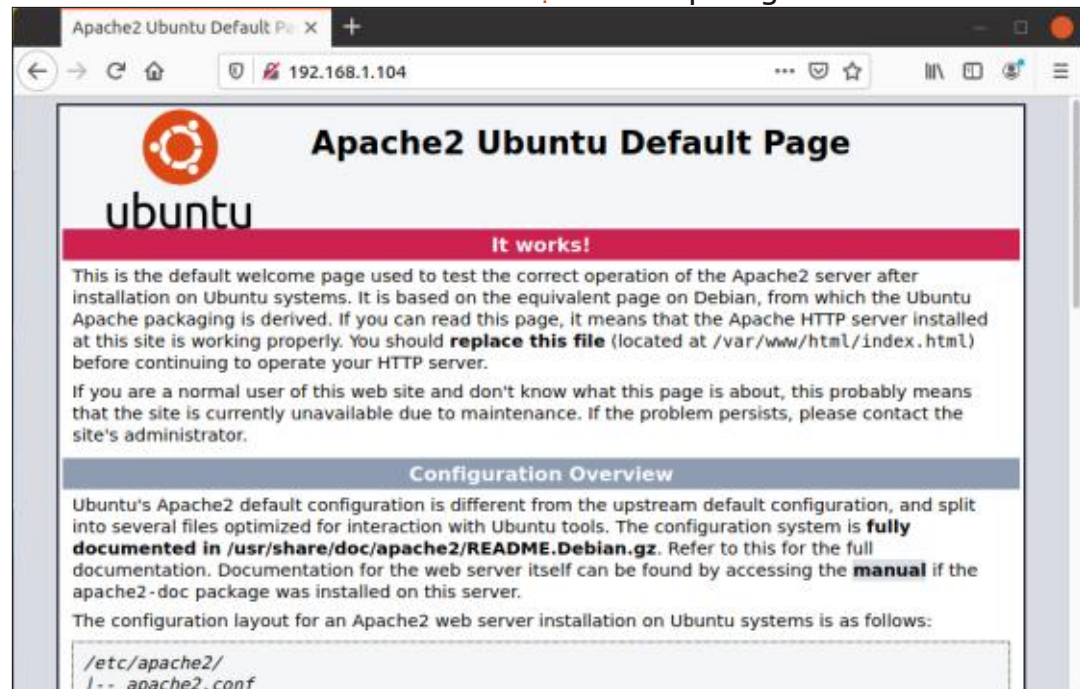 Apache2 Ubuntu Default Pa
192.168.1.104
Apache2 Ubuntu Default Page
ubuntu
It works!
This is the default welcome page used to test the correct operation of the Apache2 server after
installation on Ubuntu systems. It is based on the equivalent page on Debian, from which the Ubuntu
Apache packaging is derived. If you can read this page, it means that the Apache HTTP server installed
at this site is working properly. You should replace this file (located at /var/www/html/index.html)
before continuing to operate your HTTP server.
If you are a normal user of this web site and don't know what this page is about, this probably means
that the site is currently unavailable due to maintenance. If the problem persists, please contact the
site's administrator.
Configuration Overview
Ubuntu's Apache2 default configuration is different from the upstream default configuration, and split
into several files optimized for interaction with Ubuntu tools. The configuration system is fully
documented in /usr/share/doc/apache2/README.Debian.gz. Refer to this for the full
documentation. Documentation for the web server itself can be found by accessing the manual if the
apache2-doc package was installed on this server.
The configuration layout for an Apache2 web server installation on Ubuntu systems is as follows:
/etc/apache2/
|-- apache2.conf